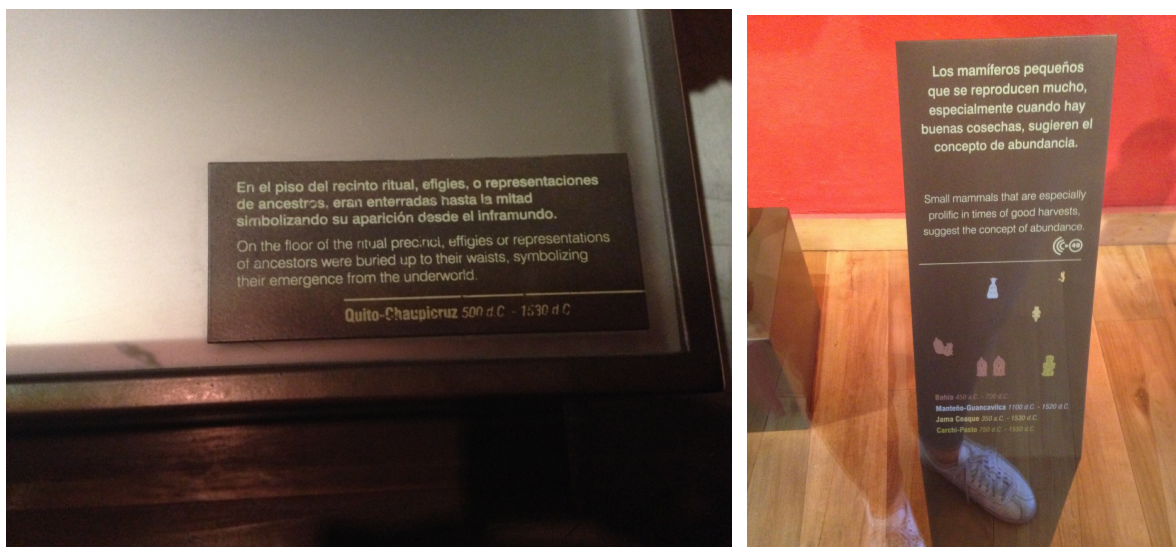 En el piso del recinto ritual, efigies, o representaciones
de ancestros, eran enterradas hasta la mitad
simbolizando su aparición desde el inframundo.
On the floor of the ritual precinct, effigies or representations
of ancestors were buried up to their waists, symbolizing
their emergence from the underworld.
Quito-Chaupicruz 500 d.C. - 1530 d.C
Los mamíferos pequeños
que se reproducen mucho,
especialmente cuando hay
buenas cosechas, sugieren el
concepto de abundancia.
Small mammals that are especially
prolific in times of good harvests,
suggest the concept of abundance.
Bahía a.C. - d.C.
Manteño-Guancavilca 1100 d.C. - 1520 d.C.
Jama Coaque 350 a.C. - 1530 d.C.
Carchi-Pasto 750 d.C. - d.C.